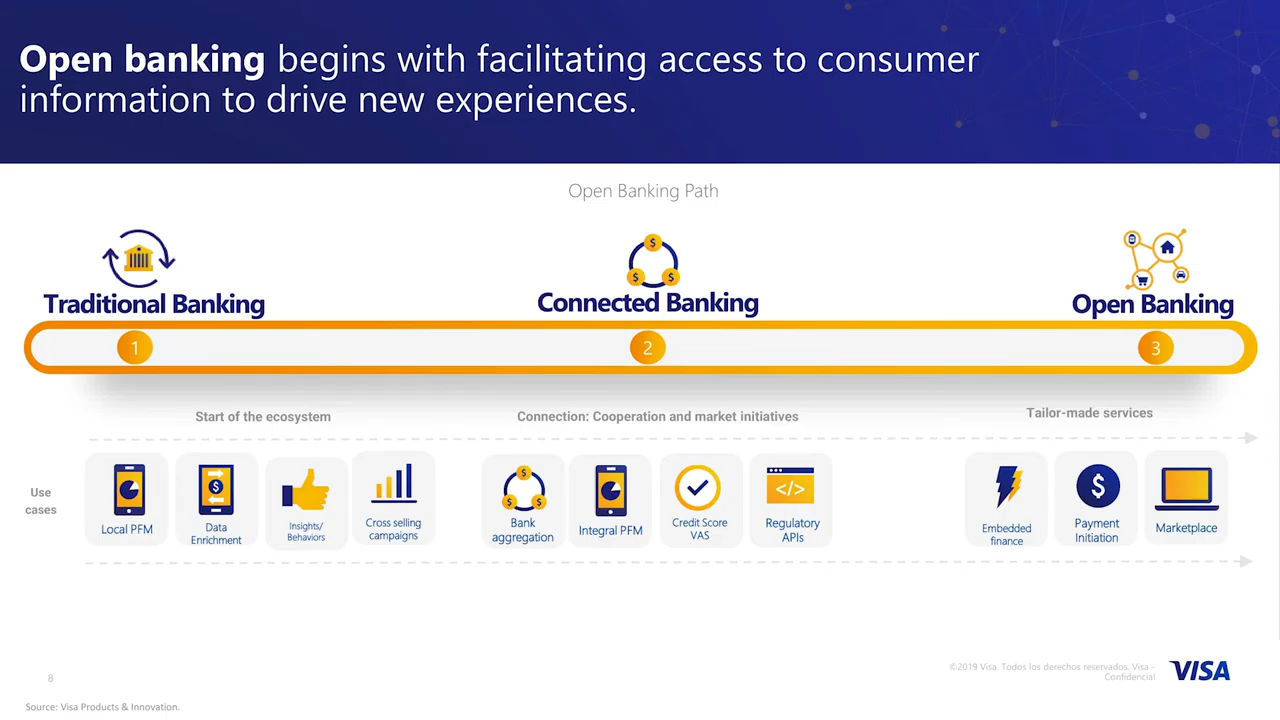 Open banking begins with facilitating access to consumer
information to drive new experiences.
Open Banking Path
Traditional Banking
Connected Banking
Open Banking
1
2
3
Start of the ecosystem
Connection: Cooperation and market initiatives
Tailor-made services
Use
cases
Local PFM
Data
Enrichment
Insights/
Behaviors
Cross selling
campaigns
Bank
aggregation
Integral PFM
Credit Score
VAS
Regulatory
APIs
Embedded
finance
Payment
Initiation
Marketplace
8
©2019 Visa. Todos los derechos reservados. Visa -
Confidencial
VISA
Source: Visa Products & Innovation.